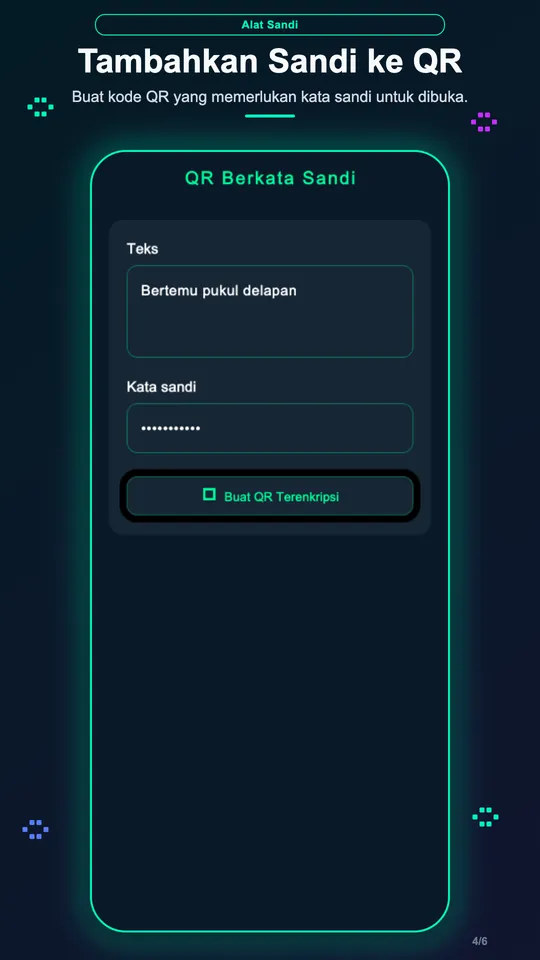 Alat Sandi
Tambahkan Sandi ke QR
Buat kode QR yang memerlukan kata sandi untuk dibuka.
QR Berkata Sandi
Teks
Bertemu pukul delapan
Kata sandi
•••••••••••
Buat QR Terenkripsi
4/6